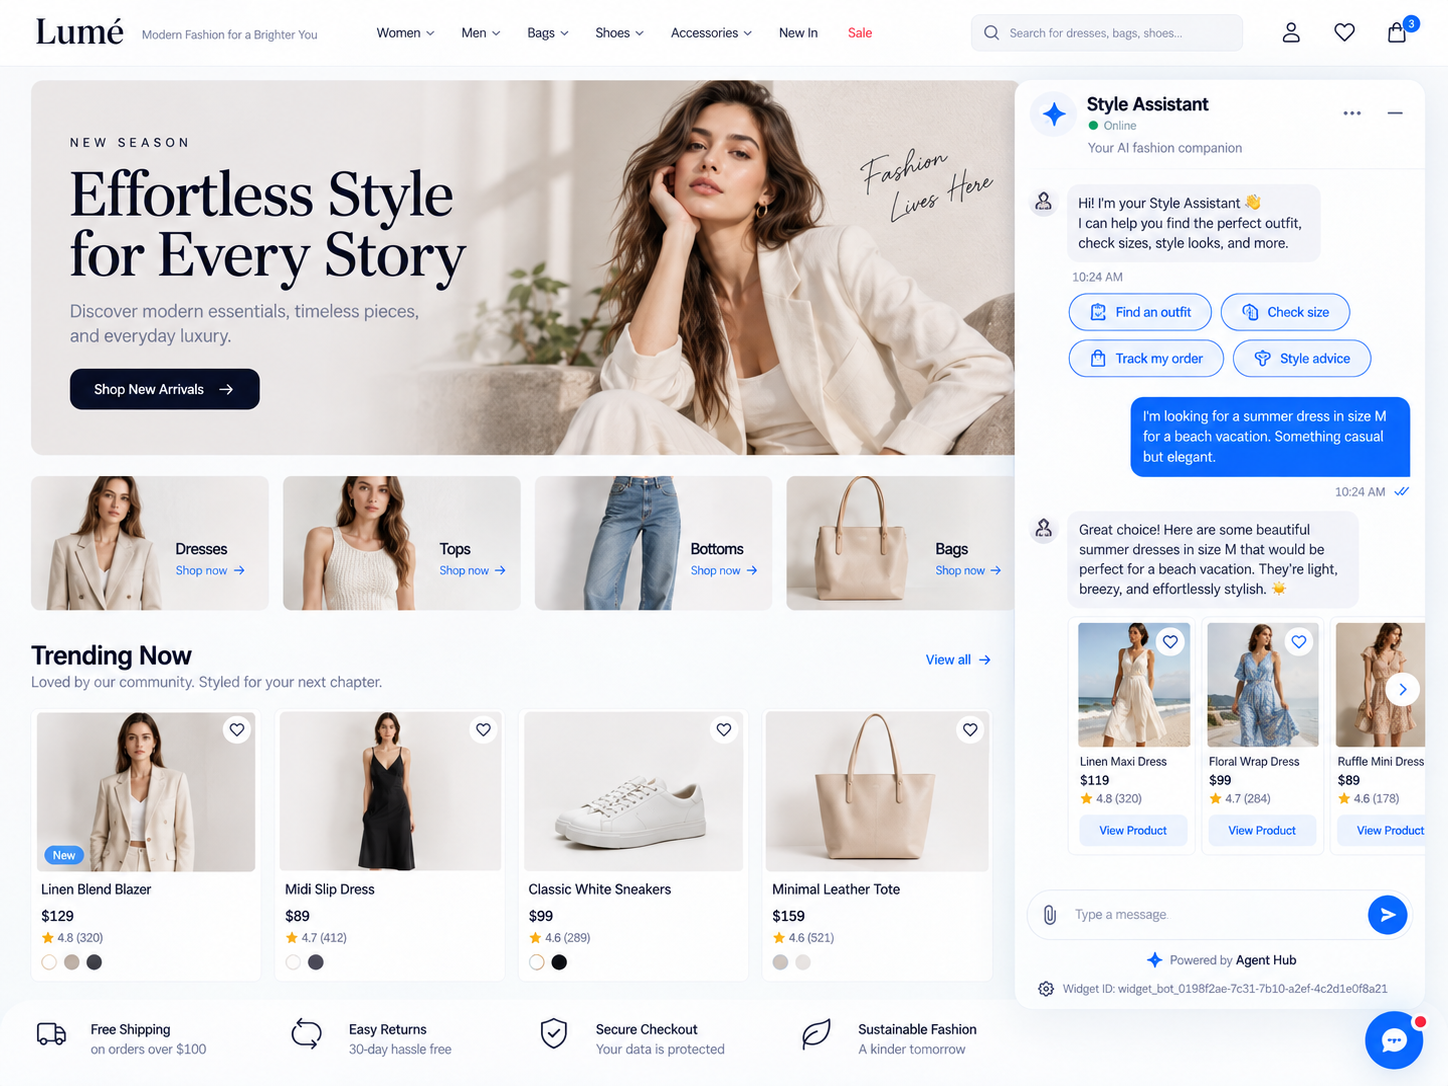 Lumé
Modern Fashion for a Brighter You
Women
Men
Bags
Shoes
Accessories
New In
Sale
Search for dresses, bags, shoes...
3
NEW SEASON
Effortless Style
for Every Story
Discover modern essentials, timeless pieces,
and everyday luxury.
Shop New Arrivals
Fashion
Lives Here
Dresses
Shop now
Tops
Shop now
Bottoms
Shop now
Bags
Shop now
Trending Now
Loved by our community. Styled for your next chapter.
View all
New
Linen Blend Blazer
$129
4.8 (320)
Midi Slip Dress
$89
4.7 (412)
Classic White Sneakers
$99
4.6 (289)
Minimal Leather Tote
$159
4.6 (521)
Free Shipping
on orders over $100
Easy Returns
30-day hassle free
Secure Checkout
Your data is protected
Sustainable Fashion
A kinder tomorrow
Style Assistant
Online
Your AI fashion companion
Hi! I'm your Style Assistant 👋
I can help you find the perfect outfit,
check sizes, style looks, and more.
10:24 AM
Find an outfit
Check size
Track my order
Style advice
I'm looking for a summer dress in size M
for a beach vacation. Something casual
but elegant.
10:24 AM
Great choice! Here are some beautiful
summer dresses in size M that would be
perfect for a beach vacation. They're light,
breezy, and effortlessly stylish. ☀️
Linen Maxi Dress
$119
4.8 (320)
View Product
Floral Wrap Dress
$99
4.7 (284)
View Product
Ruffle Mini Dress
$89
4.6 (178)
View Product
Type a message
Powered by Agent Hub
Widget ID: widget_bot_0198f2ae-7c31-7b10-a2ef-4c2d1e0f8a21